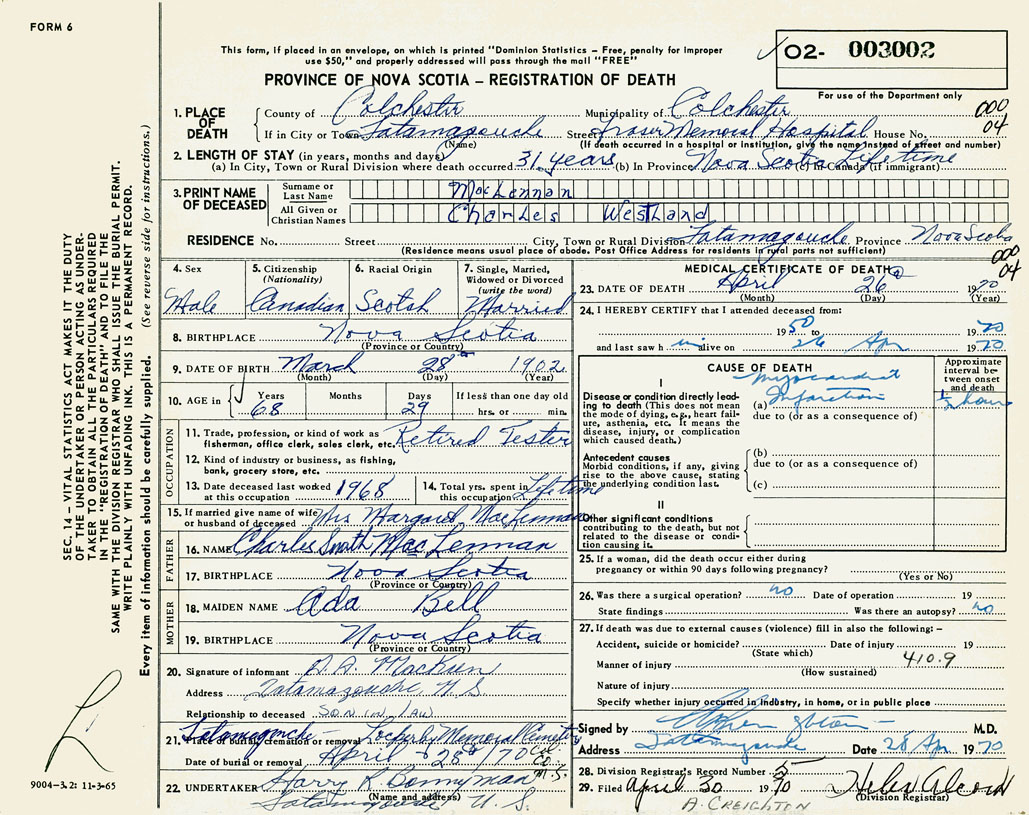 FORM 6
This form, if placed in an envelope, on which is printed "Dominion Statistics – Free, penalty for improper
use $50," and properly addressed will pass through the mail "FREE"
O2- 003002
PROVINCE OF NOVA SCOTIA – REGISTRATION OF DEATH
For use of the Department only
1. PLACE OF DEATH
County of Colchester Municipality of Colchester 000
If in City or Town Tatamagouche Street Fraser Memorial Hospital House No. 04
(Name) (If death occurred in a hospital or institution, give the name instead of street and number)
2. LENGTH OF STAY (in years, months and days)
(a) In City, Town or Rural Division where death occurred 31 years (b) In Province Nova Scotia Lifetime (c) In Canada (if immigrant)
3. PRINT NAME OF DECEASED
Surname or Last Name MacLennan
All Given or Christian Names Charles Westland
RESIDENCE No. Street City, Town or Rural Division Tatamagouche Province Nova Scotia
(Residence means usual place of abode. Post Office Address for residents in rural parts not sufficient)
000
04
4. Sex Male
5. Citizenship (Nationality) Canadian
6. Racial Origin Scotch
7. Single, Married, Widowed or Divorced (write the word) Married
8. BIRTHPLACE Nova Scotia
(Province or Country)
9. DATE OF BIRTH March 28th 1902
(Month) (Day) (Year)
10. AGE in Years 68 Months Days 29 If less than one day old hrs. or min.
OCCUPATION
11. Trade, profession, or kind of work as fisherman, office clerk, sales clerk, etc. Retired Tester
12. Kind of industry or business, as fishing, bank, grocery store, etc.
13. Date deceased last worked at this occupation 1968
14. Total yrs. spent in this occupation Lifetime
15. If married give name of wife or husband of deceased Mrs Margaret MacLennan
FATHER
16. NAME Charles Smith MacLennan
17. BIRTHPLACE Nova Scotia
(Province or Country)
MOTHER
18. MAIDEN NAME Ada Bell
19. BIRTHPLACE Nova Scotia
(Province or Country)
20. Signature of informant
Address Tatamagouche, N.S.
Relationship to deceased Son in law
21. Place of burial, cremation or removal Tatamagouche – Lockerby Memorial Cemetery
Date of burial or removal April 28th/70 Col. Co. N.S.
22. UNDERTAKER Harry R. Bonnyman
(Name and address) Tatamagouche N.S.
MEDICAL CERTIFICATE OF DEATH
23. DATE OF DEATH April 26 1970
(Month) (Day) (Year)
24. I HEREBY CERTIFY that I attended deceased from:
1950 to 1970
and last saw him alive on 26 Apr 1970
CAUSE OF DEATH
Approximate interval between onset and death
I
Disease or condition directly leading to death (This does not mean the mode of dying, e.g., heart failure, asthenia, etc. It means the disease, injury, or complication which caused death.)
(a) Myocardial Infarction 1/2 hour
due to (or as a consequence of)
Antecedent causes
Morbid conditions, if any, giving rise to the above cause, stating the underlying condition last.
(b)
due to (or as a consequence of)
(c)
II
Other significant conditions contributing to the death, but not related to the disease or condition causing it.
25. If a woman, did the death occur either during pregnancy or within 90 days following pregnancy?
(Yes or No)
26. Was there a surgical operation? no Date of operation 19
State findings Was there an autopsy? no
27. If death was due to external causes (violence) fill in also the following: –
Accident, suicide or homicide? Date of injury 19
(State which)
Manner of injury 410.9
(How sustained)
Nature of injury
Specify whether injury occurred in industry, in home, or in public place
Signed by M.D.
Address Tatamagouche Date 28 Apr 1970
28. Division Registrar's Record Number 5
29. Filed April 30 1970 Helen
(Division Registrar)
A. CREIGHTON
SEC. 14 – VITAL STATISTICS ACT MAKES IT THE DUTY
OF THE UNDERTAKER OR PERSON ACTING AS UNDER-
TAKER TO OBTAIN ALL THE PARTICULARS REQUIRED
IN THE "REGISTRATION OF DEATH" AND TO FILE THE
SAME WITH THE DIVISION REGISTRAR WHO SHALL ISSUE THE BURIAL PERMIT.
WRITE PLAINLY WITH UNFADING INK. THIS IS A PERMANENT RECORD.
Every item of information should be carefully supplied. (See reverse side for instructions.)
9004–3.2: 11-3-65